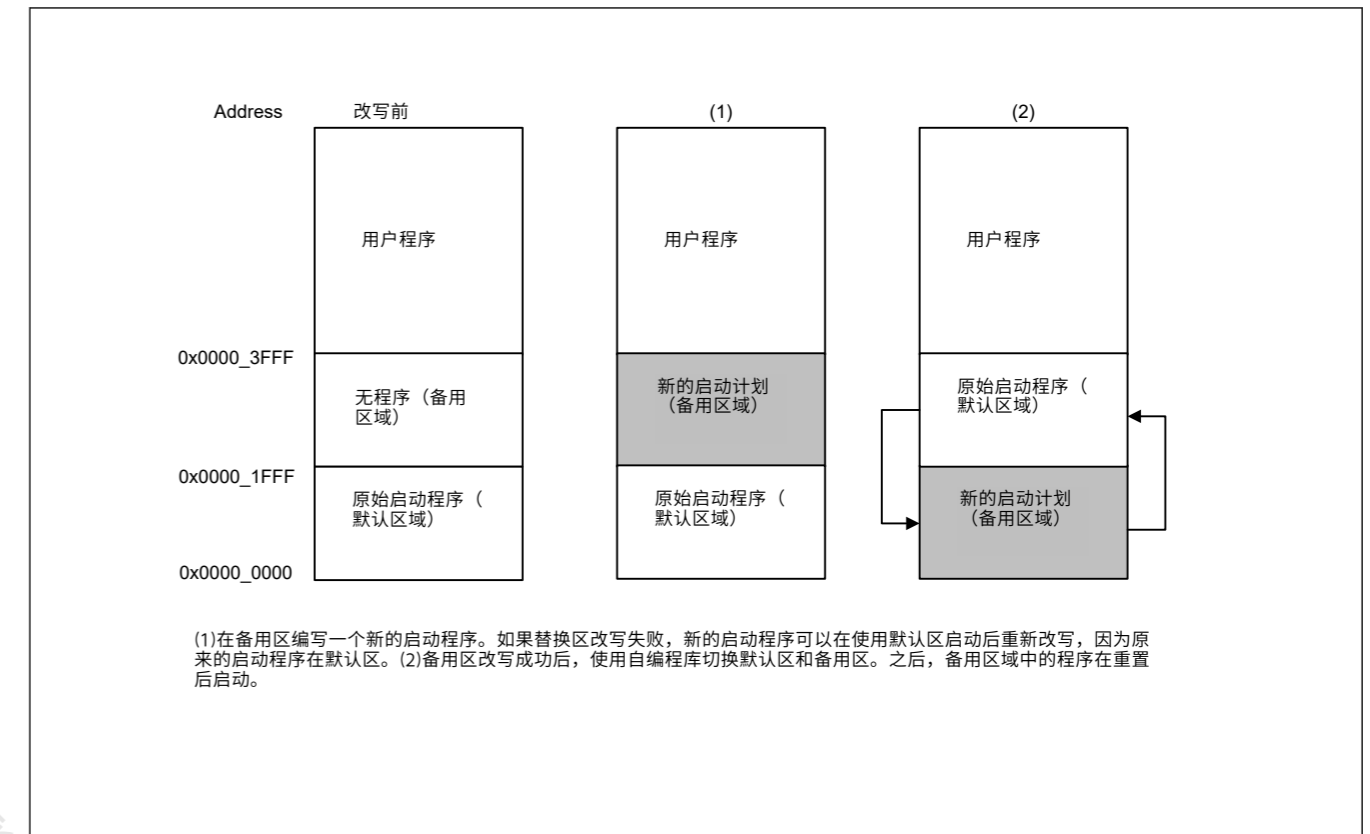 Address 改写前 (1) (2)
用户程序 用户程序 用户程序
0x0000_3FFF
无程序（备用
区域）
新的启动计划
（备用区域）
原始启动程序（
默认区域）
0x0000_1FFF
原始启动程序（
默认区域）
原始启动程序（
默认区域）
新的启动计划
（备用区域）
0x0000_0000
(1)在备用区编写一个新的启动程序。如果替换区改写失败，新的启动程序可以在使用默认区启动后重新改写，因为原
来的启动程序在默认区。(2)备用区改写成功后，使用自编程库切换默认区和备用区。之后，备用区域中的程序在重置
后启动。